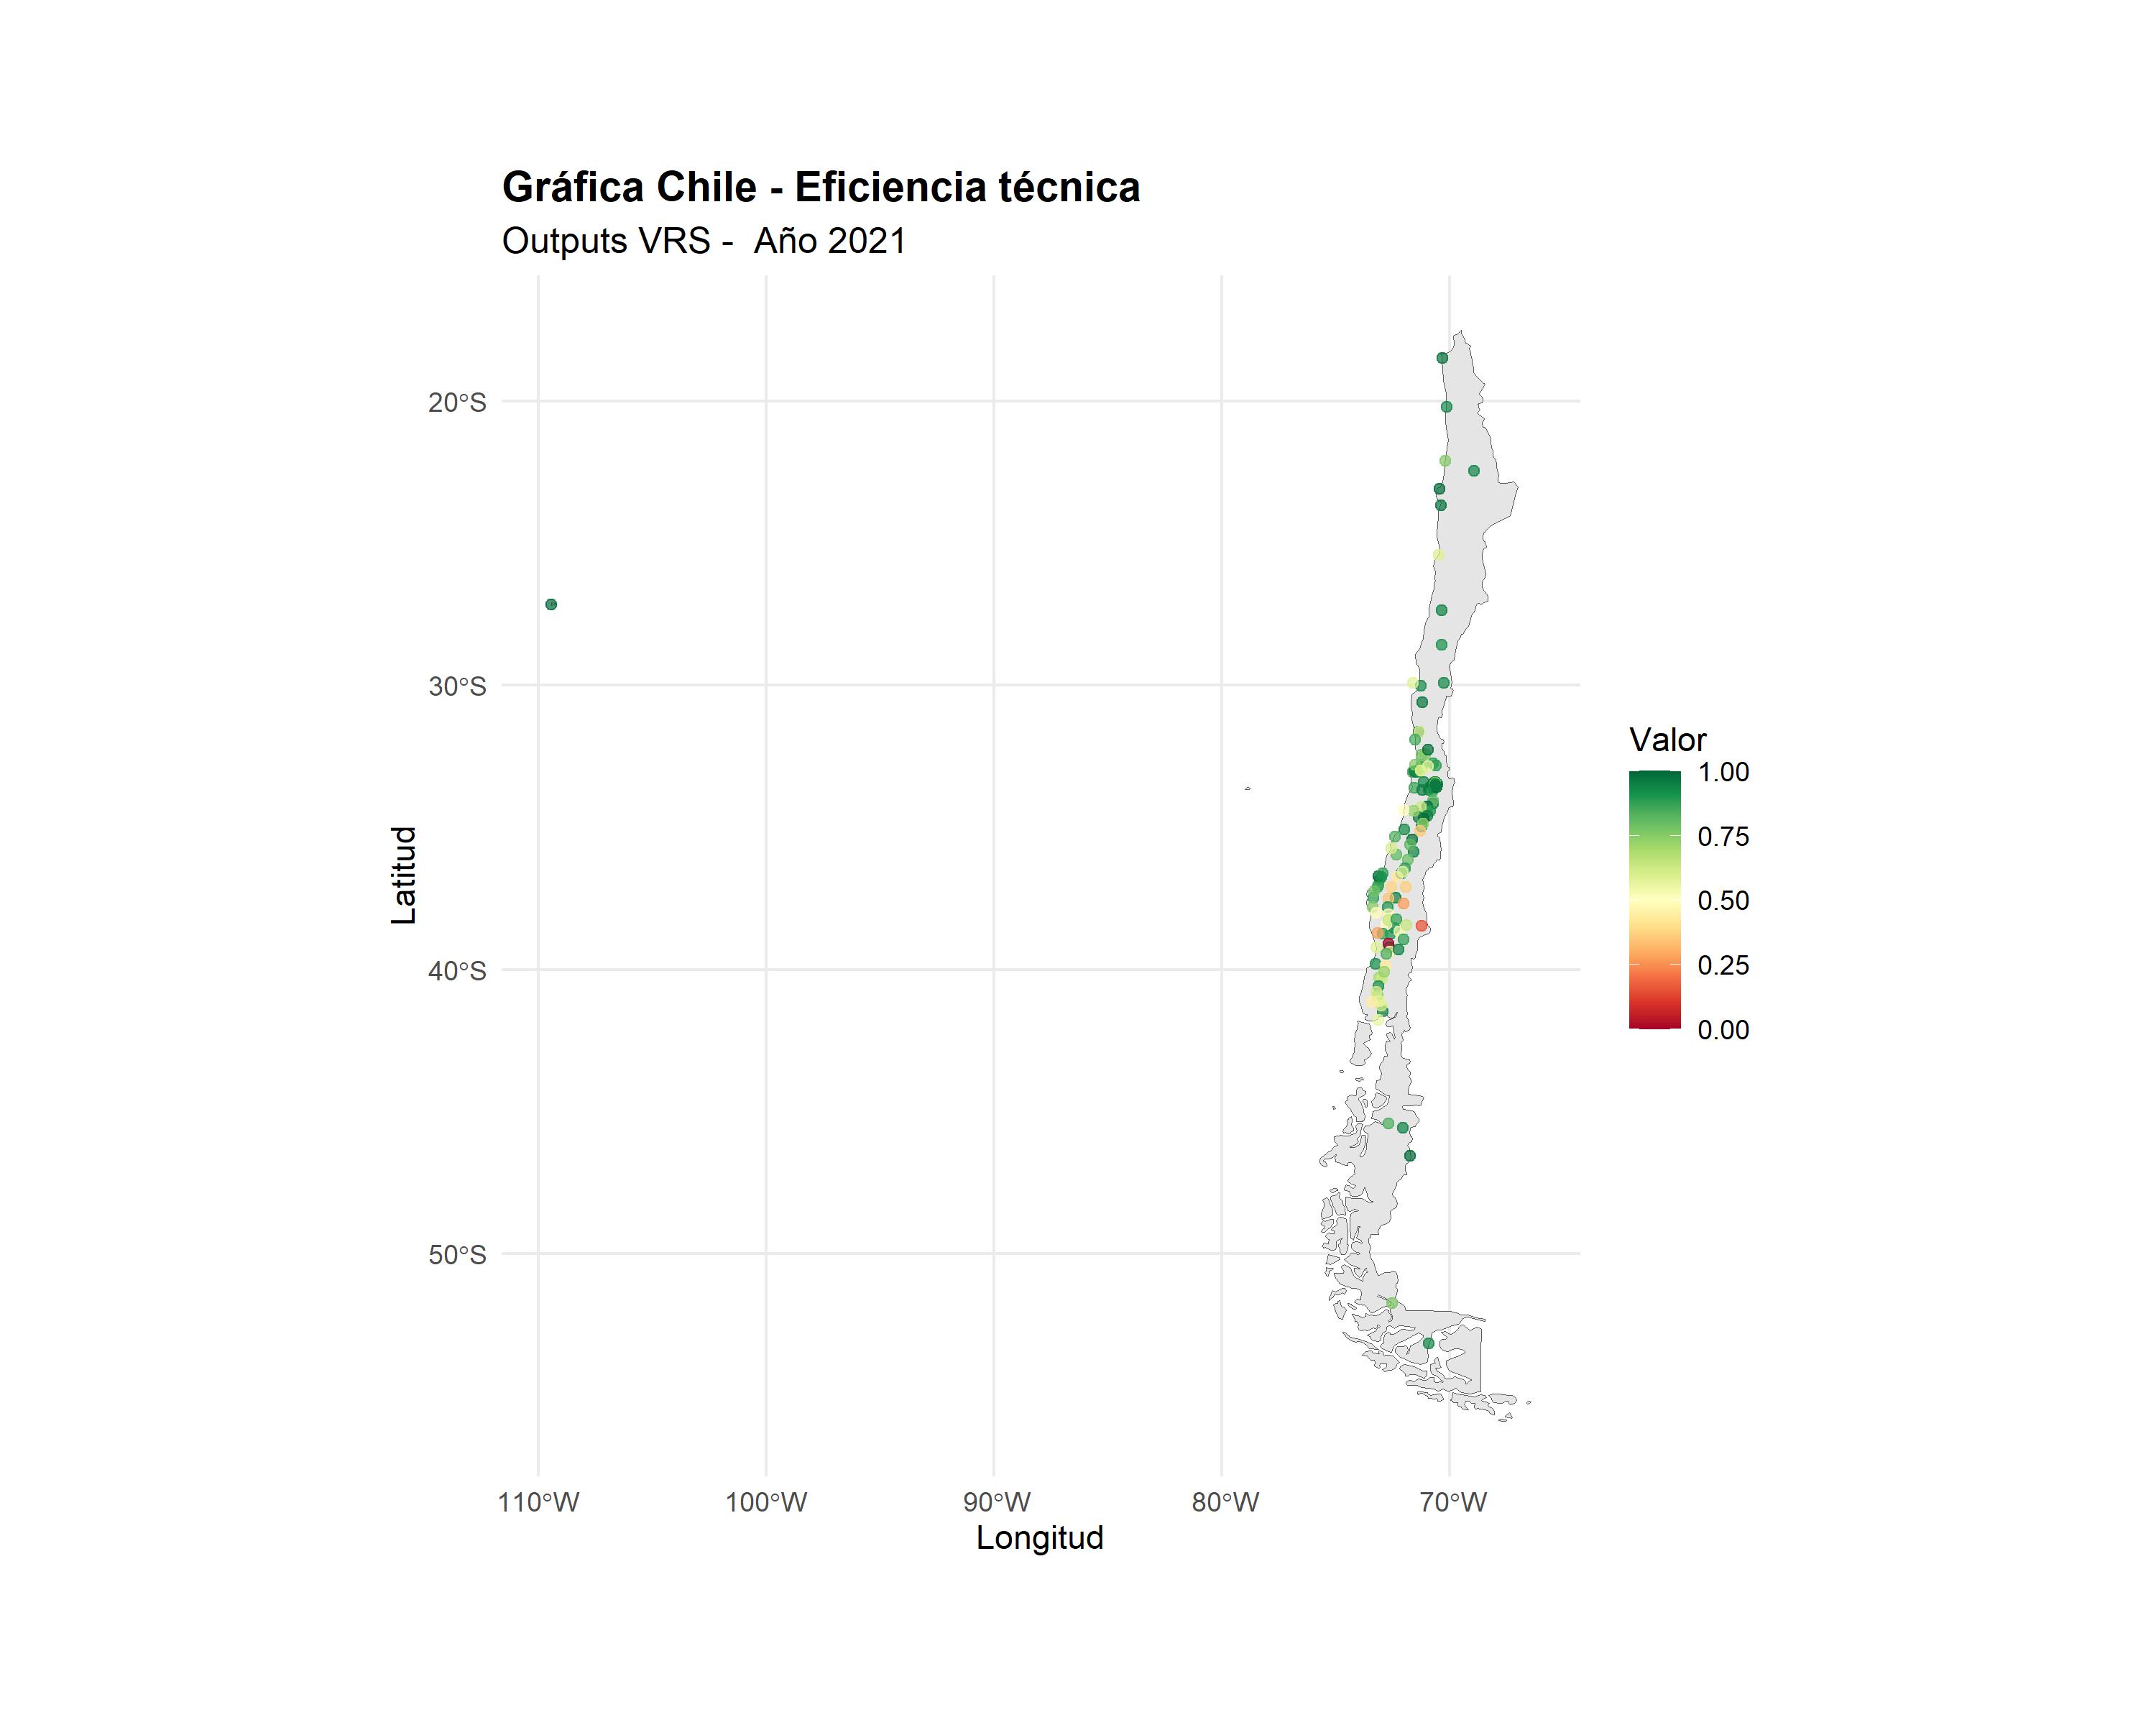 Gráfica Chile - Eficiencia técnica
Outputs VRS -  Año 2021
20°S
30°S
40°S
50°S
Latitud
110°W
100°W
90°W
80°W
70°W
Longitud
Valor
1.00
0.75
0.50
0.25
0.00